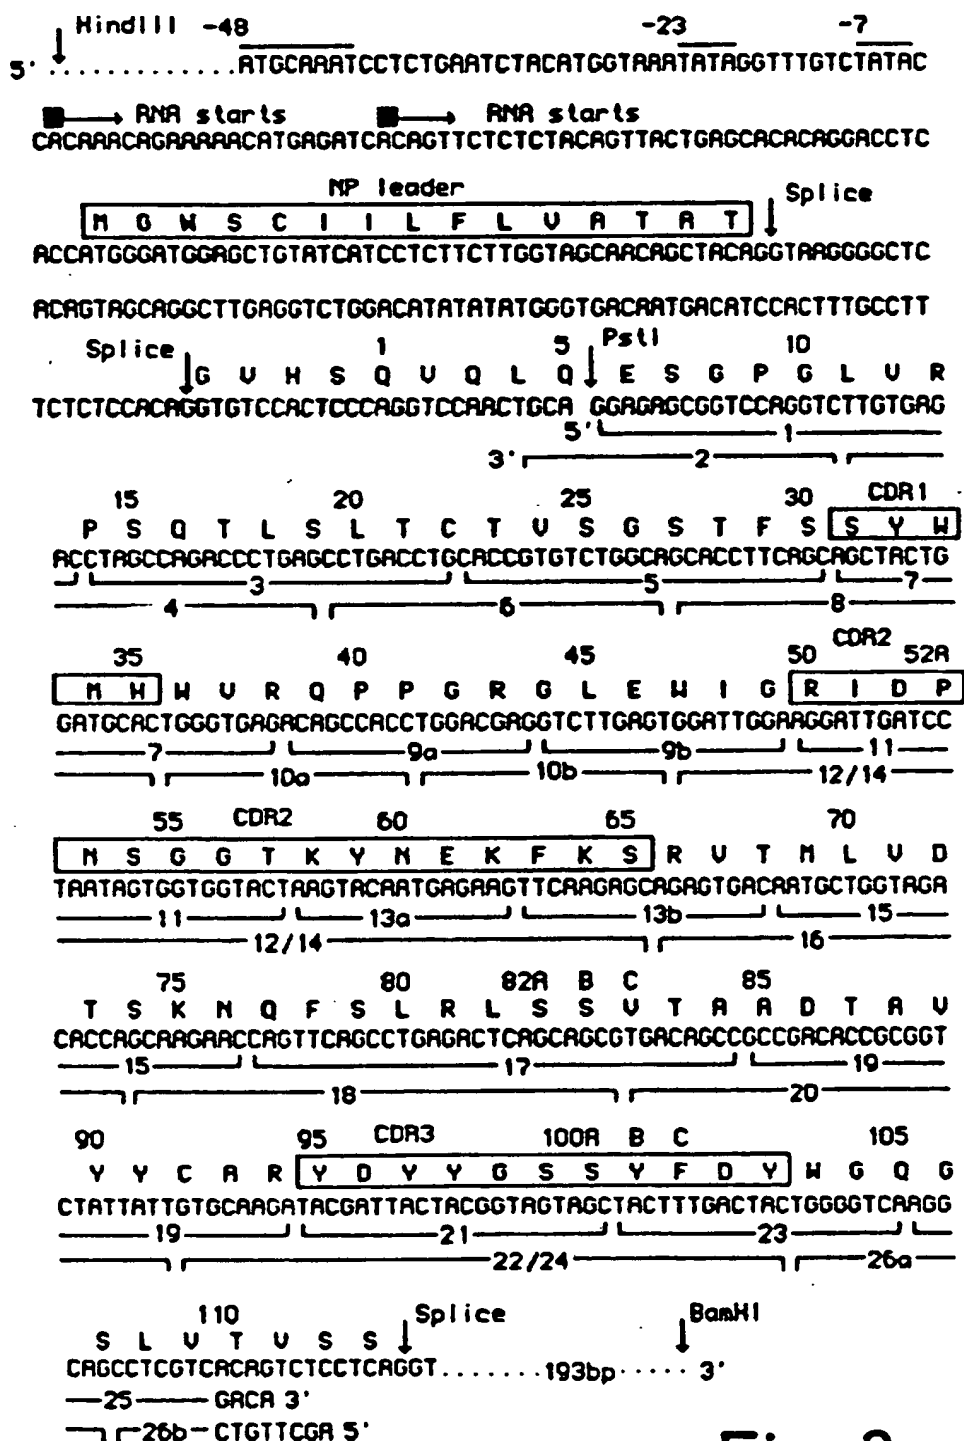 HindIII -48 -23 -7
5' ..............ATGCAAATCCTCTGAATCTACATGGTAAATATAGGTTTGTCTATAC
RNA starts RNA starts
CACAAACAGAAAAACATGAGATCACAGTTCTCTCTACAGTTACTGAGCACACAGGACCTC
NP leader Splice
M G W S C I I L F L V A T A T
ACCATGGGATGGAGCTGTATCATCCTCTTCTTGGTAGCAACAGCTACAGGTAAGGGGCTC
ACAGTAGCAGGCTTGAGGTCTGGACATATATATGGGTGACAATGACATCCACTTTGCCTT
Splice 1 5 PstI 10
G V H S Q V Q L Q E S G P G L V R
TCTCTCCACAGGTGTCCACTCCCAGGTCCAACTGCA GGAGAGCGGTCCAGGTCTTGTGAG
5' 1
3' 2
15 20 25 30 CDR1
P S Q T L S L T C T V S G S T F S S Y W
ACCTAGCCAGACCCTGAGCCTGACCTGCACCGTGTCTGGCAGCACCTTCAGCAGCTACTG
3 5 7
4 6 8
35 40 45 50 CDR2 52A
M H W V R Q P P G R G L E W I G R I D P
GATGCACTGGGTGAGACAGCCACCTGGACGAGGTCTTGAGTGGATTGGAAGGATTGATCC
7 9a 9b 11
10a 10b 12/14
55 CDR2 60 65 70
N S G G T K Y N E K F K S R V T M L V D
TAATAGTGGTGGTACTAAGTACAATGAGAAGTTCAAGAGCAGAGTGACAATGCTGGTAGA
11 13a 13b 15
12/14 16
75 80 82A B C 85
T S K N Q F S L R L S S V T A A D T A V
CACCAGCAAGAACCAGTTCAGCCTGAGACTCAGCAGCGTGACAGCCGCCGACACCGCGGT
15 17 19
18 20
90 95 CDR3 100A B C 105
Y Y C A R Y D Y Y G S S Y F D Y W G Q G
CTATTATTGTGCAAGATACGATTACTACGGTAGTAGCTACTTTGACTACTGGGGTCAAGG
19 21 23
22/24 26a
110 Splice BamHI
S L V T V S S
CAGCCTCGTCACAGTCTCCTCAGGT.......193bp...... 3'
25 GACA 3'
26b CTGTTCGA 5'